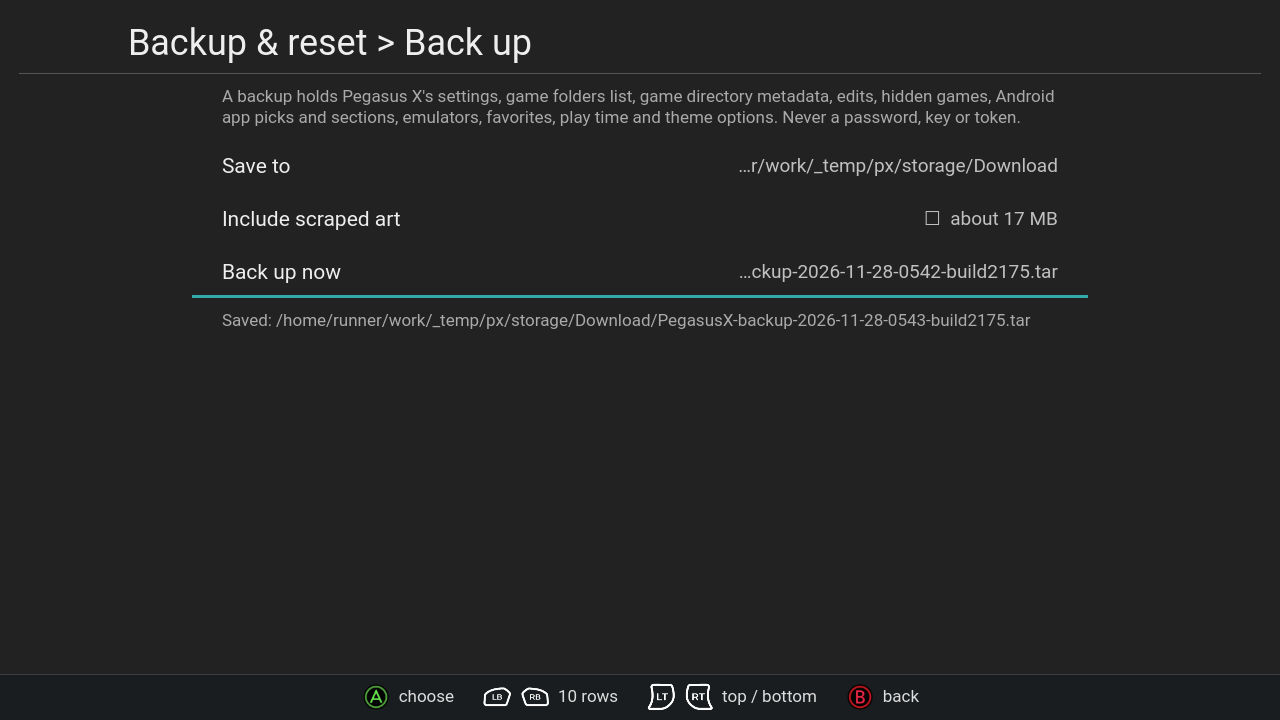 Backup & reset > Back up
A backup holds Pegasus X's settings, game folders list, game directory metadata, edits, hidden games, Android
app picks and sections, emulators, favorites, play time and theme options. Never a password, key or token.
Save to …r/work/_temp/px/storage/Download
Include scraped art ☐ about 17 MB
Back up now …ckup-2026-11-28-0542-build2175.tar
Saved: /home/runner/work/_temp/px/storage/Download/PegasusX-backup-2026-11-28-0543-build2175.tar
A choose LB RB 10 rows LT RT top / bottom B back